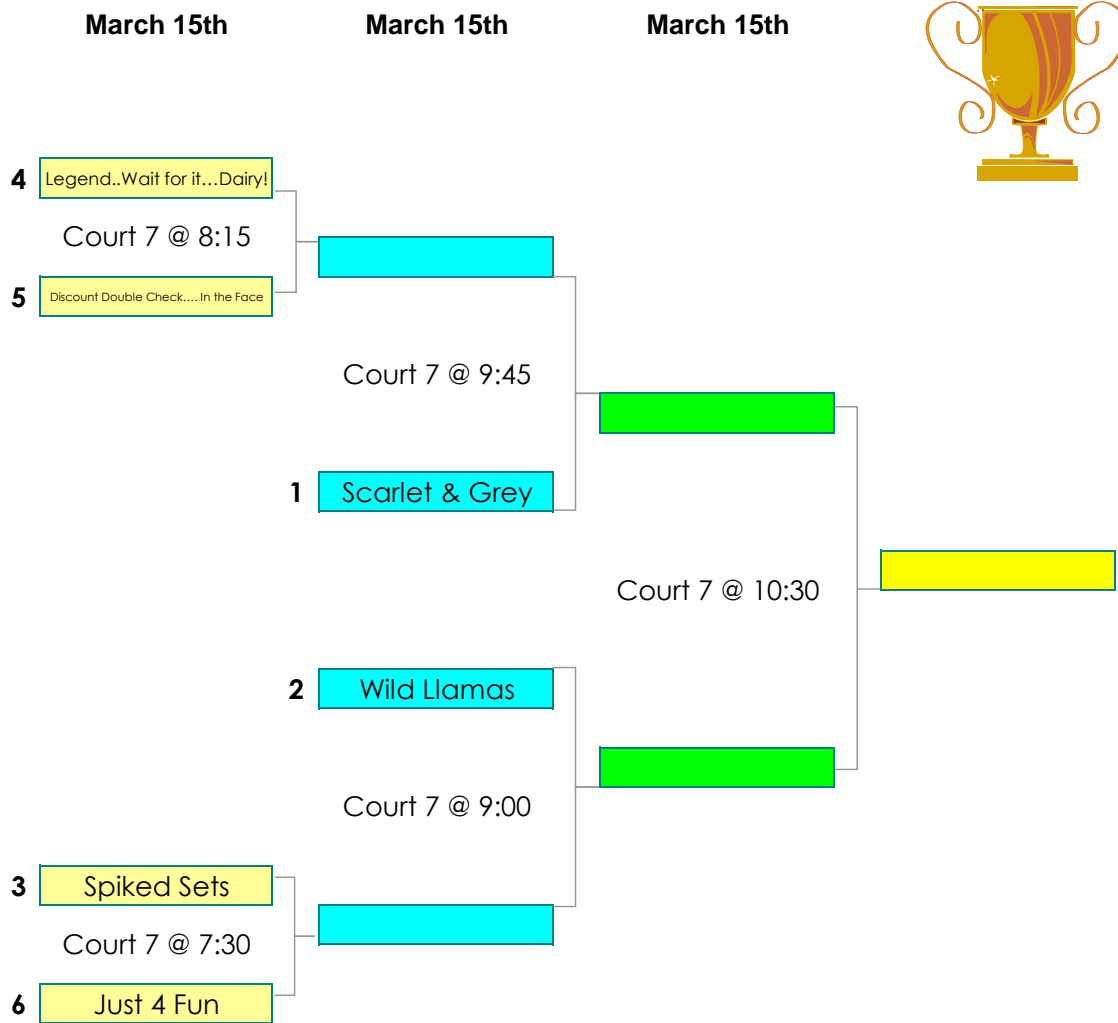 March 15th March 15th March 15th
4 Legend..Wait for it…Dairy!
Court 7 @ 8:15
5 Discount Double Check.... In the Face
Court 7 @ 9:45
1 Scarlet & Grey
Court 7 @ 10:30
2 Wild Llamas
Court 7 @ 9:00
3 Spiked Sets
Court 7 @ 7:30
6 Just 4 Fun